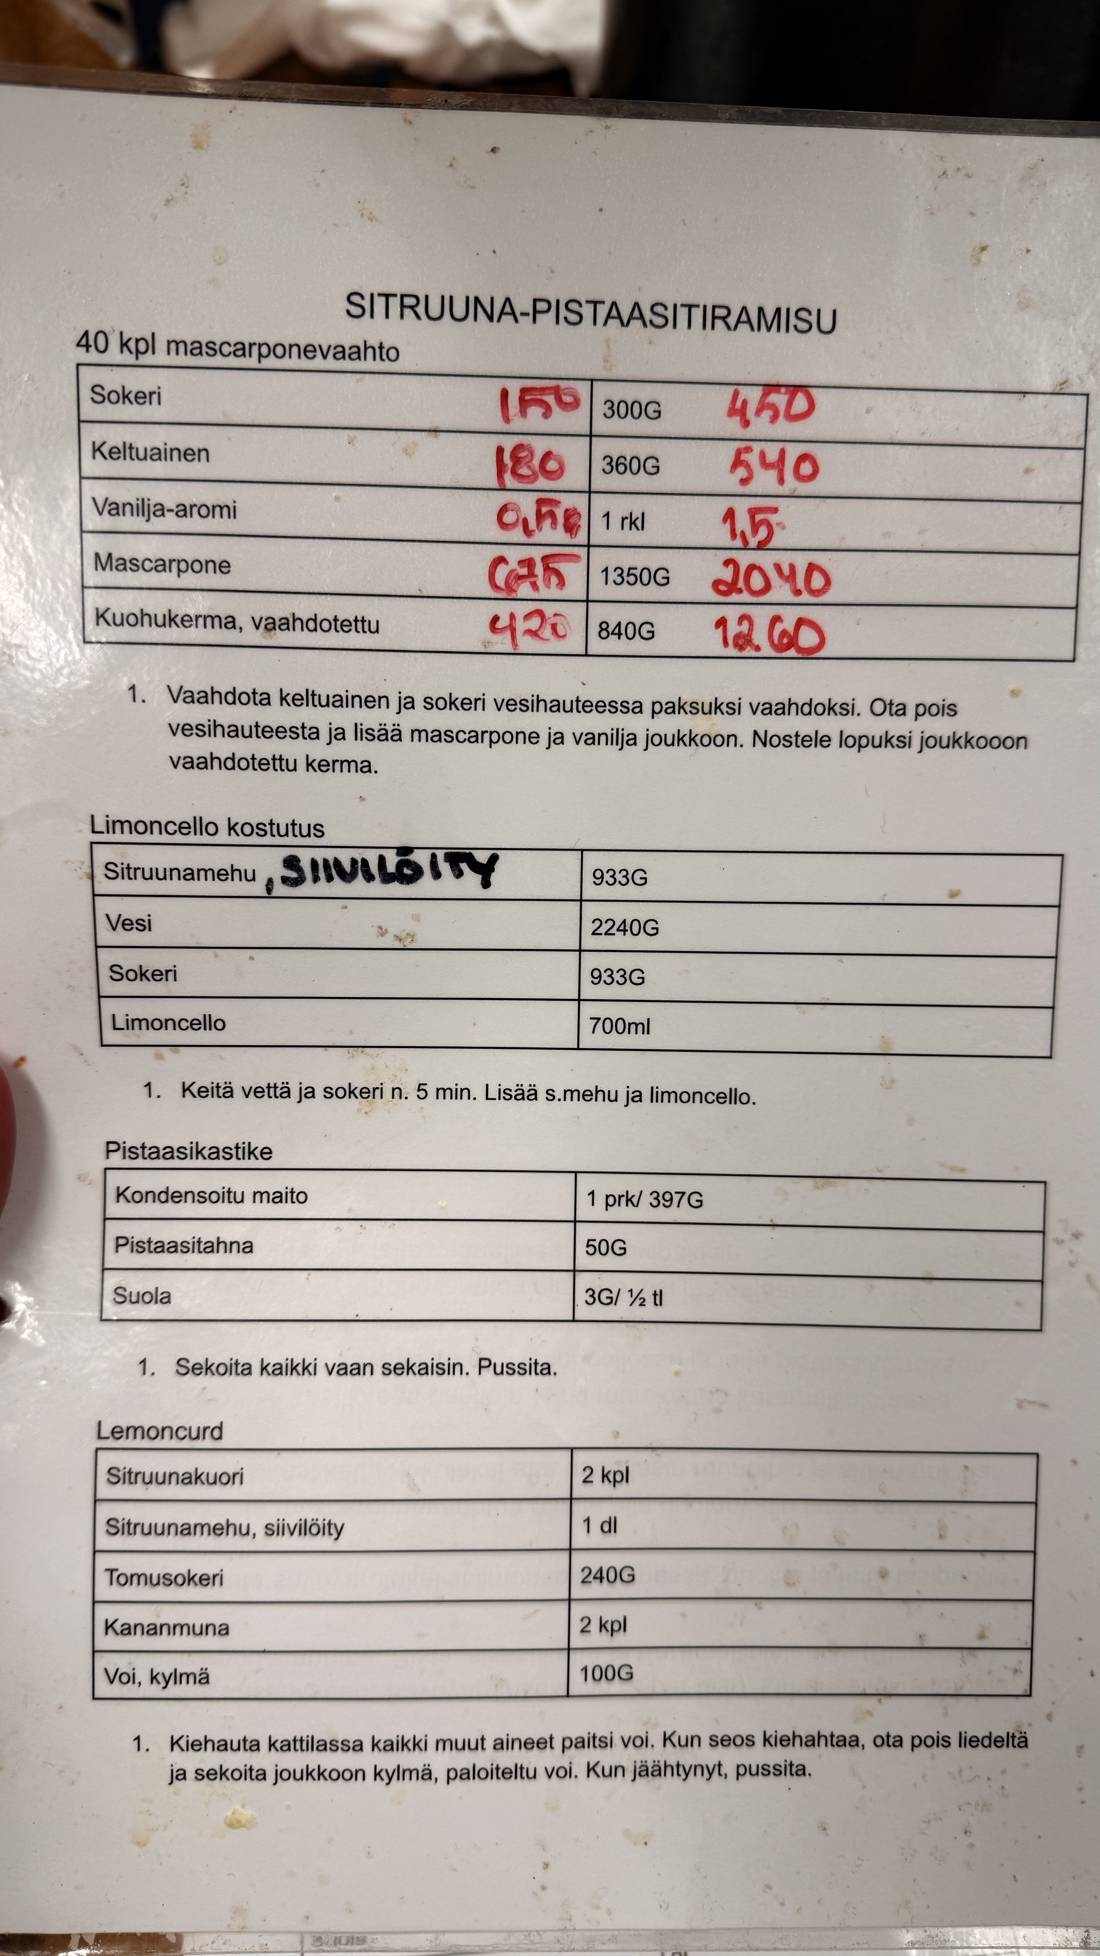 SITRUUNA-PISTAASITIRAMISU
40 kpl mascarponevaahto
Sokeri 150 300G 450
Keltuainen 180 360G 540
Vanilja-aromi 0,5 1 rkl 1,5
Mascarpone 675 1350G 2040
Kuohukerma, vaahdotettu 420 840G 1260
1. Vaahdota keltuainen ja sokeri vesihauteessa paksuksi vaahdoksi. Ota pois
vesihauteesta ja lisää mascarpone ja vanilja joukkoon. Nostele lopuksi joukkooon
vaahdotettu kerma.
Limoncello kostutus
Sitruunamehu , SIIVILÖITY 933G
Vesi 2240G
Sokeri 933G
Limoncello 700ml
1. Keitä vettä ja sokeri n. 5 min. Lisää s.mehu ja limoncello.
Pistaasikastike
Kondensoitu maito 1 prk/ 397G
Pistaasitahna 50G
Suola 3G/ ½ tl
1. Sekoita kaikki vaan sekaisin. Pussita.
Lemoncurd
Sitruunakuori 2 kpl
Sitruunamehu, siivilöity 1 dl
Tomusokeri 240G
Kananmuna 2 kpl
Voi, kylmä 100G
1. Kiehauta kattilassa kaikki muut aineet paitsi voi. Kun seos kiehahtaa, ota pois liedeltä
ja sekoita joukkoon kylmä, paloiteltu voi. Kun jäähtynyt, pussita.